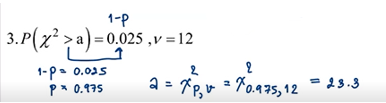 1-p
3. P(χ² > a) = 0.025 , ν = 12
1-p = 0.025
p = 0.975
a = χ²p,ν = χ²0.975,12 = 23.3